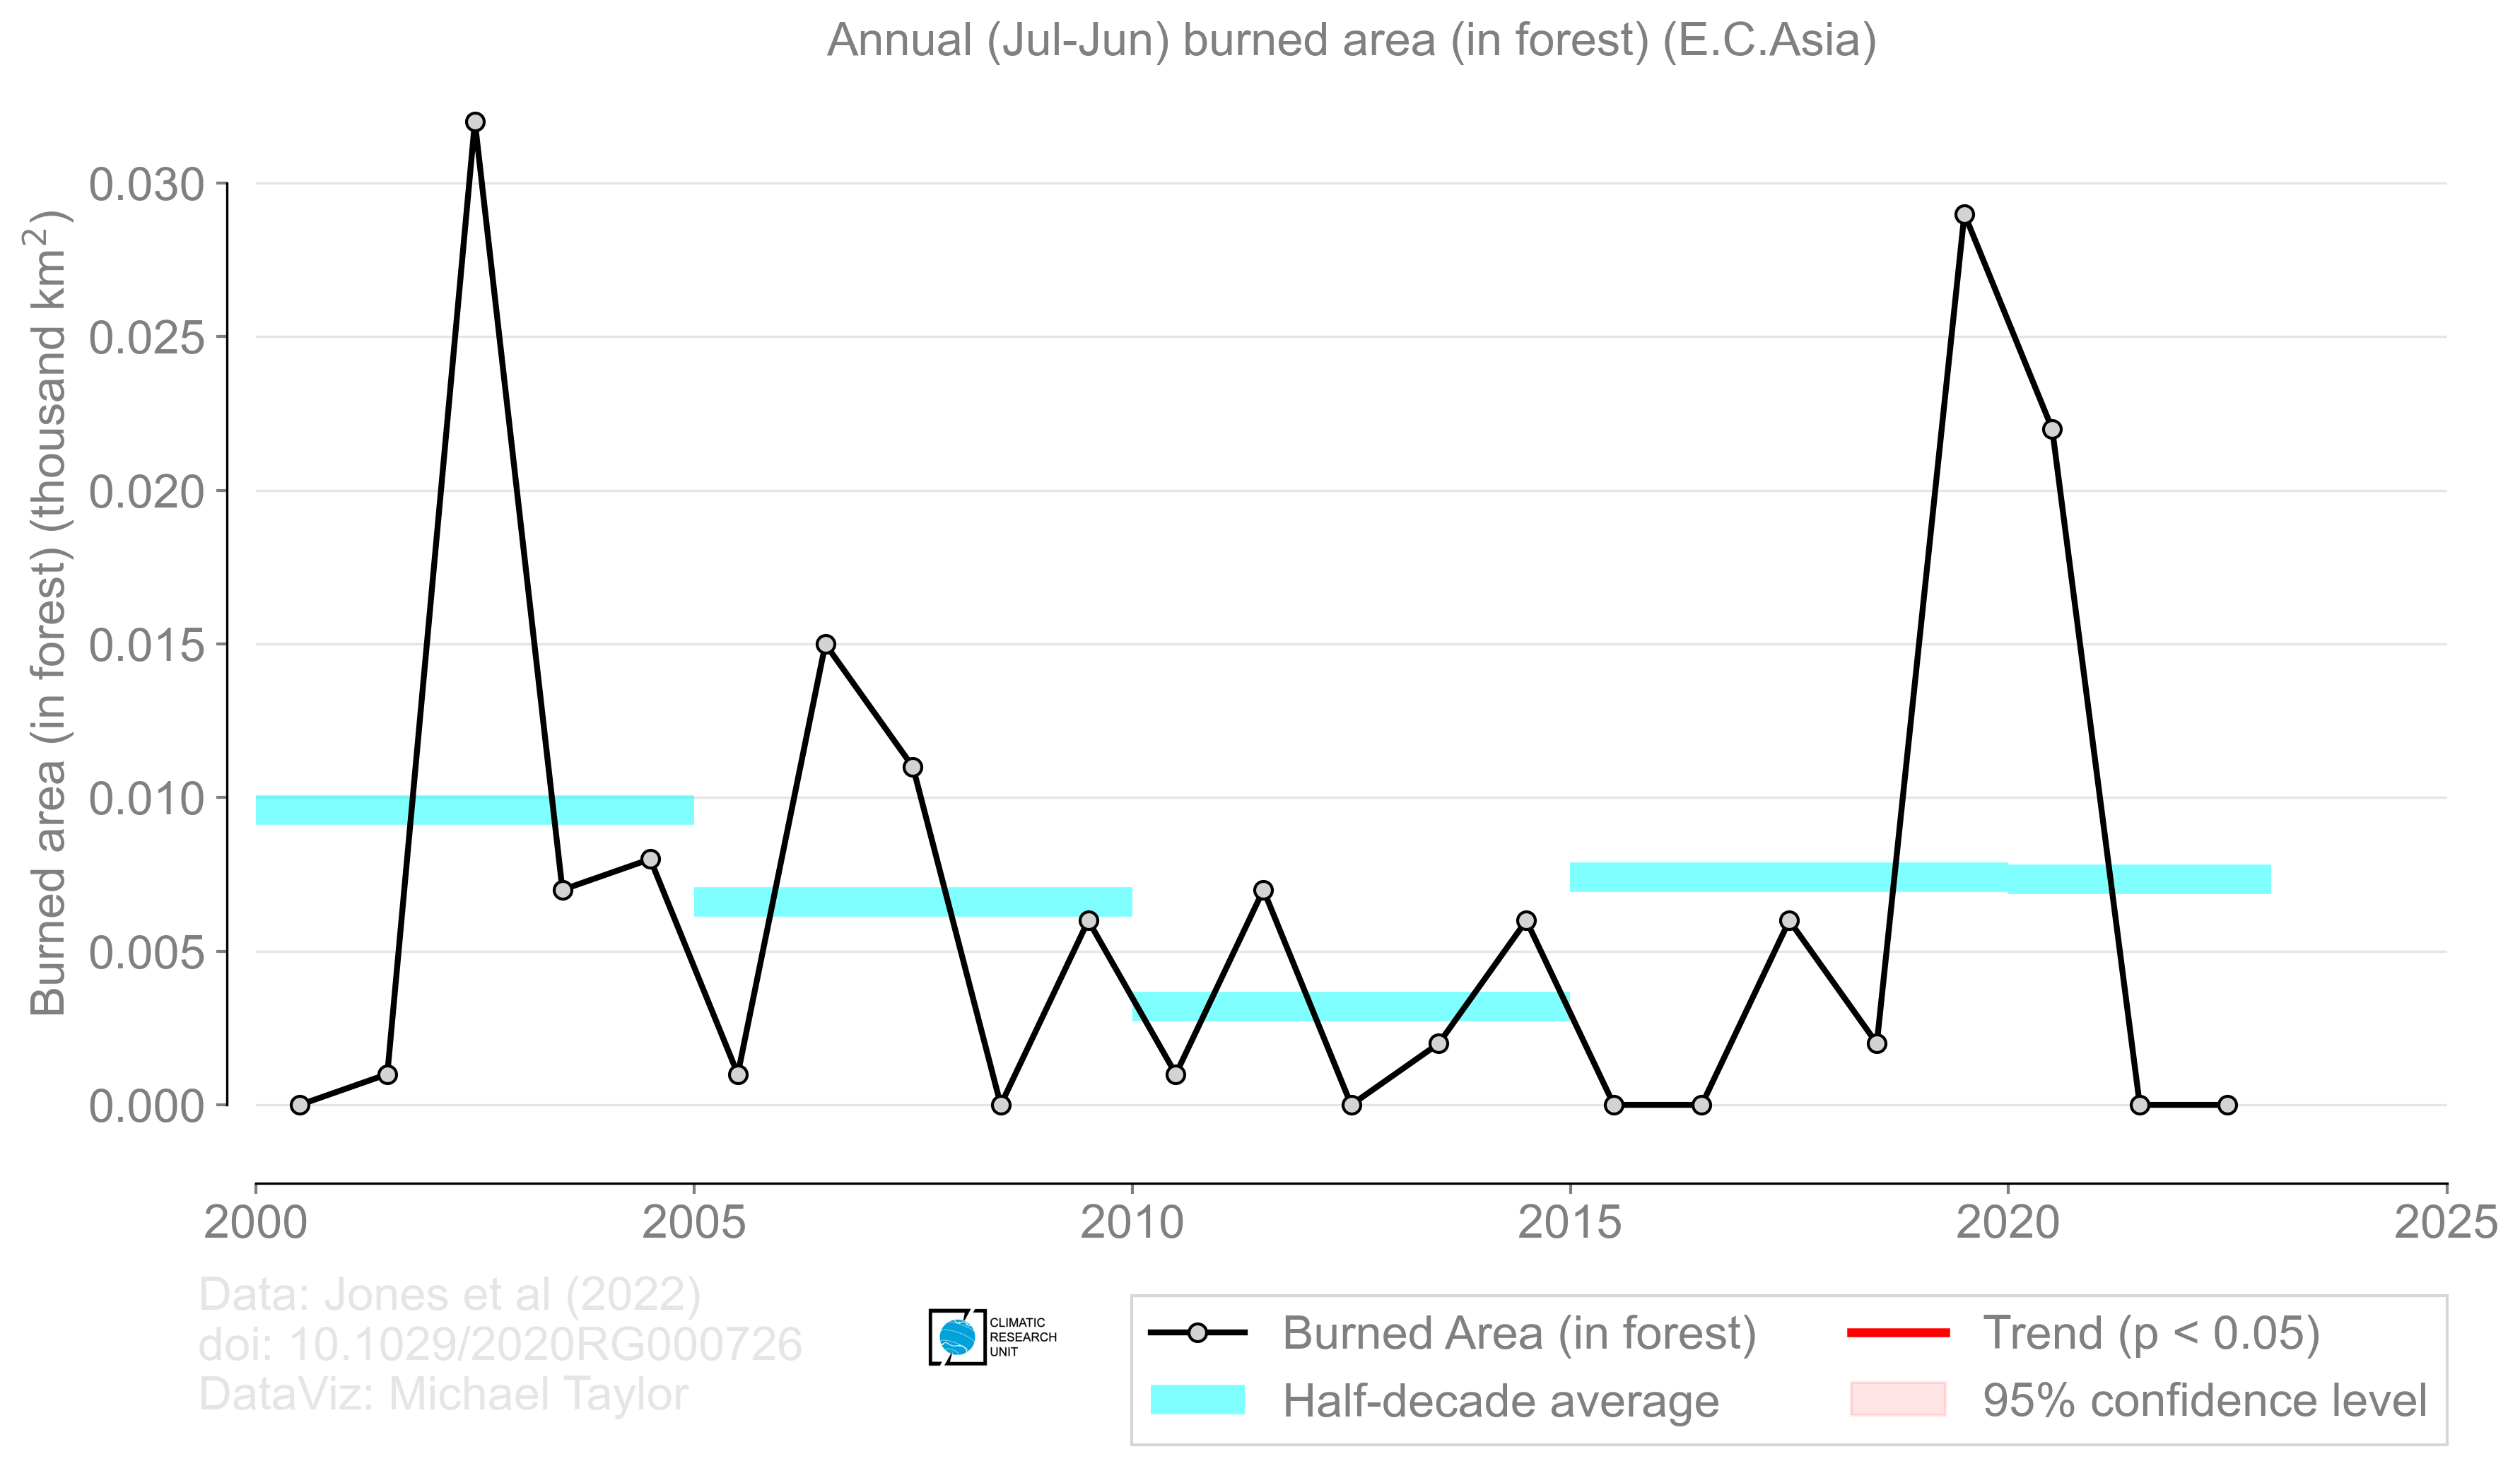 Annual (Jul-Jun) burned area (in forest) (E.C.Asia)
Burned area (in forest) (thousand km²)
0.030
0.025
0.020
0.015
0.010
0.005
0.000
2000 2005 2010 2015 2020 2025
Data: Jones et al (2022)
doi: 10.1029/2020RG000726
DataViz: Michael Taylor
CLIMATIC
RESEARCH
UNIT
Burned Area (in forest)
Half-decade average
Trend (p < 0.05)
95% confidence level